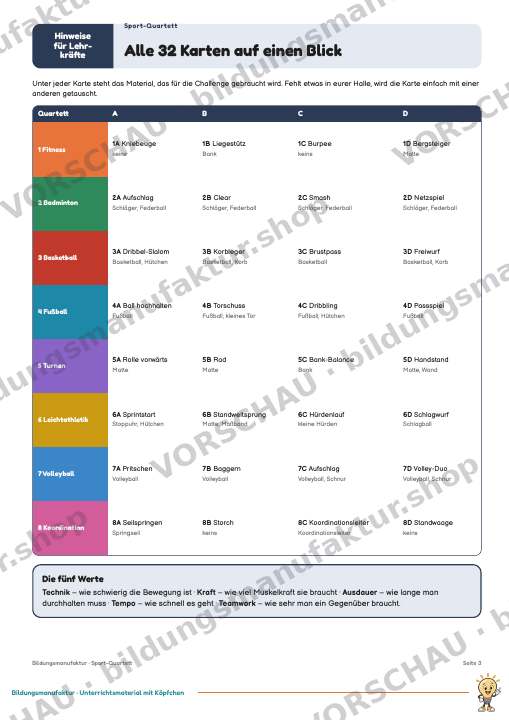 Sport-Quartett
Hinweise
für Lehr-
kräfte
Alle 32 Karten auf einen Blick
Unter jeder Karte steht das Material, das für die Challenge gebraucht wird. Fehlt etwas in eurer Halle, wird die Karte einfach mit einer
anderen getauscht.
Quartett A B C D
1 Fitness
1A Kniebeuge 1B Liegestütz 1C Burpee 1D Bergsteiger
keine Bank keine Matte
2 Badminton
2A Aufschlag 2B Clear 2C Smash 2D Netzspiel
Schläger, Federball Schläger, Federball Schläger, Federball Schläger, Federball
3 Basketball
3A Dribbel-Slalom 3B Korbleger 3C Brustpass 3D Freiwurf
Basketball, Hütchen Basketball, Korb Basketball Basketball, Korb
4 Fußball
4A Ball hochhalten 4B Torschuss 4C Dribbling 4D Passspiel
Fußball Fußball, kleines Tor Fußball, Hütchen Fußball
5 Turnen
5A Rolle vorwärts 5B Rad 5C Bank-Balance 5D Handstand
Matte Matte Bank Matte, Wand
6 Leichtathletik
6A Sprintstart 6B Standweitsprung 6C Hürdenlauf 6D Schlagwurf
Stoppuhr, Hütchen Matte, Maßband kleine Hürden Schlagball
7 Volleyball
7A Pritschen 7B Baggern 7C Aufschlag 7D Volley-Duo
Volleyball Volleyball Volleyball, Schnur Volleyball, Schnur
8 Koordination
8A Seilspringen 8B Storch 8C Koordinationsleiter 8D Standwaage
Springseil keine Koordinationsleiter keine
Die fünf Werte
Technik – wie schwierig die Bewegung ist · Kraft – wie viel Muskelkraft sie braucht · Ausdauer – wie lange man
durchhalten muss · Tempo – wie schnell es geht · Teamwork – wie sehr man ein Gegenüber braucht.
Bildungsmanufaktur · Sport-Quartett Seite 3
Bildungsmanufaktur · Unterrichtsmaterial mit Köpfchen
VORSCHAU · bildungsmanufaktur.shop